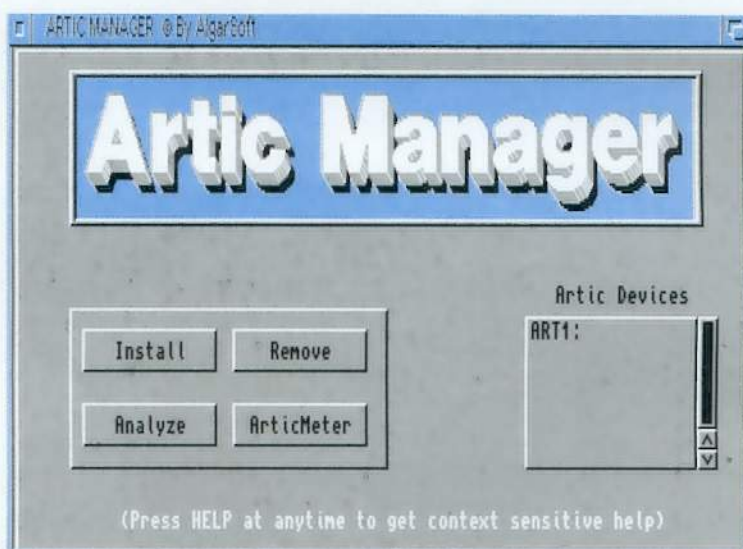 ARTIC MANAGER © By AlgarSoft
Artic Manager
Artic Devices
ART1:
Install
Remove
Analyze
ArticMeter
(Press HELP at anytime to get context sensitive help)